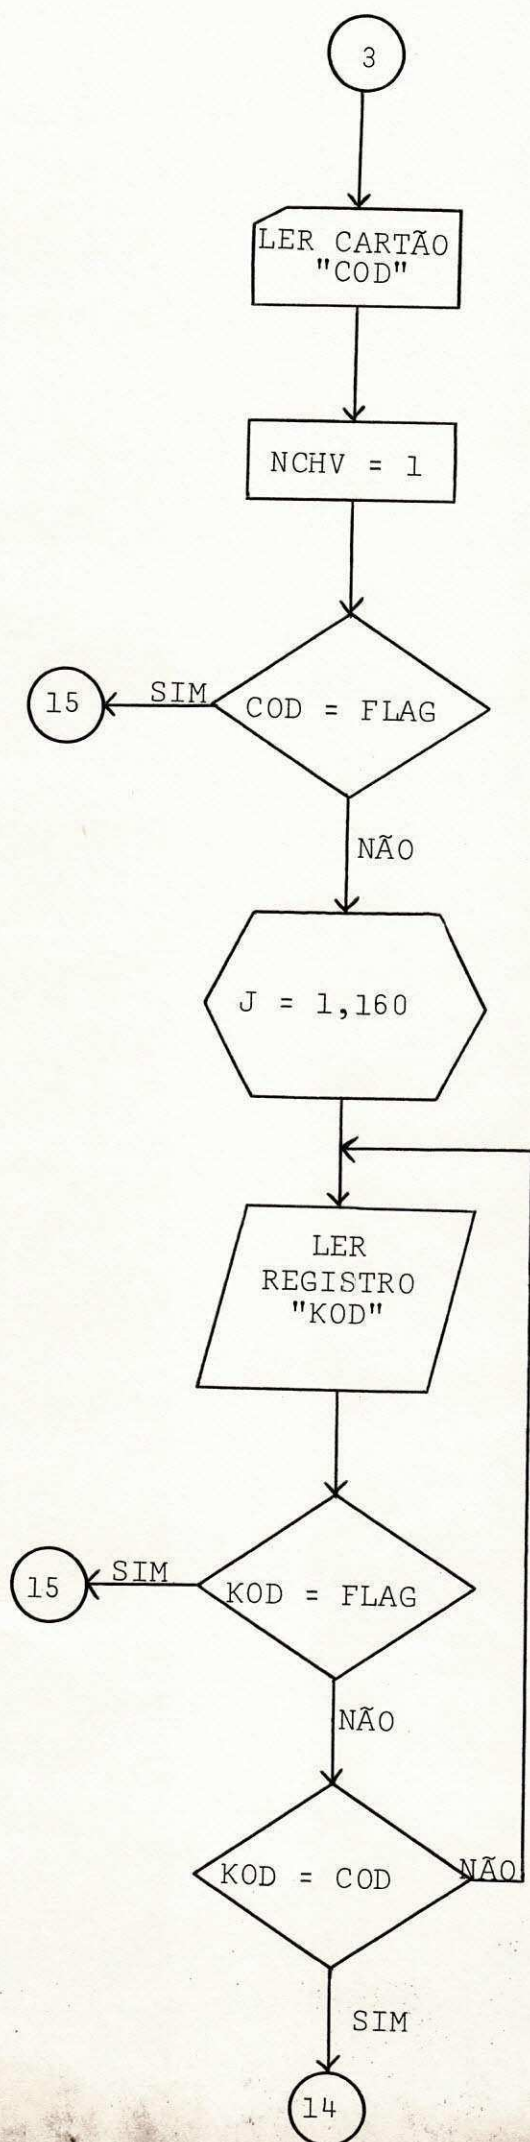 3
LER CARTÃO
"COD"
NCHV = 1
15
SIM
COD = FLAG
NÃO
J = 1,160
LER
REGISTRO
"KOD"
15
SIM
KOD = FLAG
NÃO
KOD = COD
NÃO
SIM
14